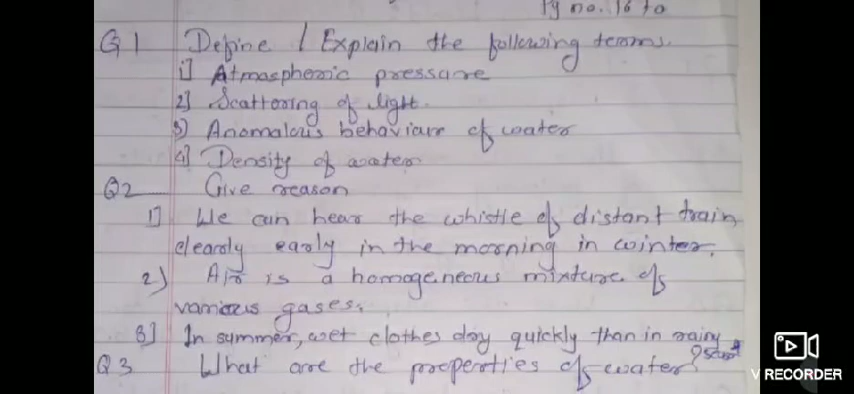 Pg no. 16 to
Q1 Define / Explain the following terms.
1] Atmospheric pressure
2] Scattering of light.
3) Anomalous behaviour of water
4] Density of water
Q2 Give reason
1] We can hear the whistle of distant train
clearly early in the morning in winter.
2) Air is a homogeneous mixture of
various gases.
3] In summer, wet clothes dry quickly than in rainy
Q3 What are the properties of water?
V RECORDER